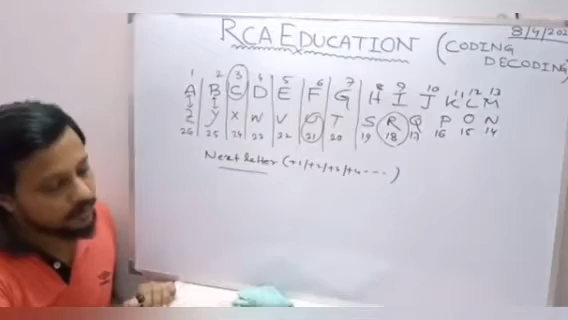 RCA EDUCATION (CODING DECODING)
8/4/202
1 2 3 4 5 6 7 8 9 10 11 12 13
A B C D E F G H I J K L M
Z Y X W V U T S R Q P O N
26 25 24 23 22 21 20 19 18 17 16 15 14
Next letter (+1/+2/+3/+4 ....)